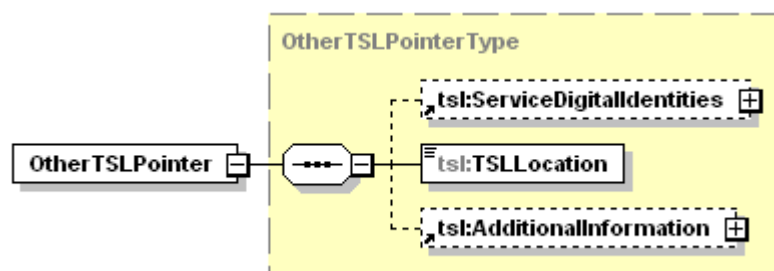 OtherTSLPointerType
tsl:ServiceDigitalIdentities
OtherTSLPointer
tsl:TSLLocation
tsl:AdditionalInformation